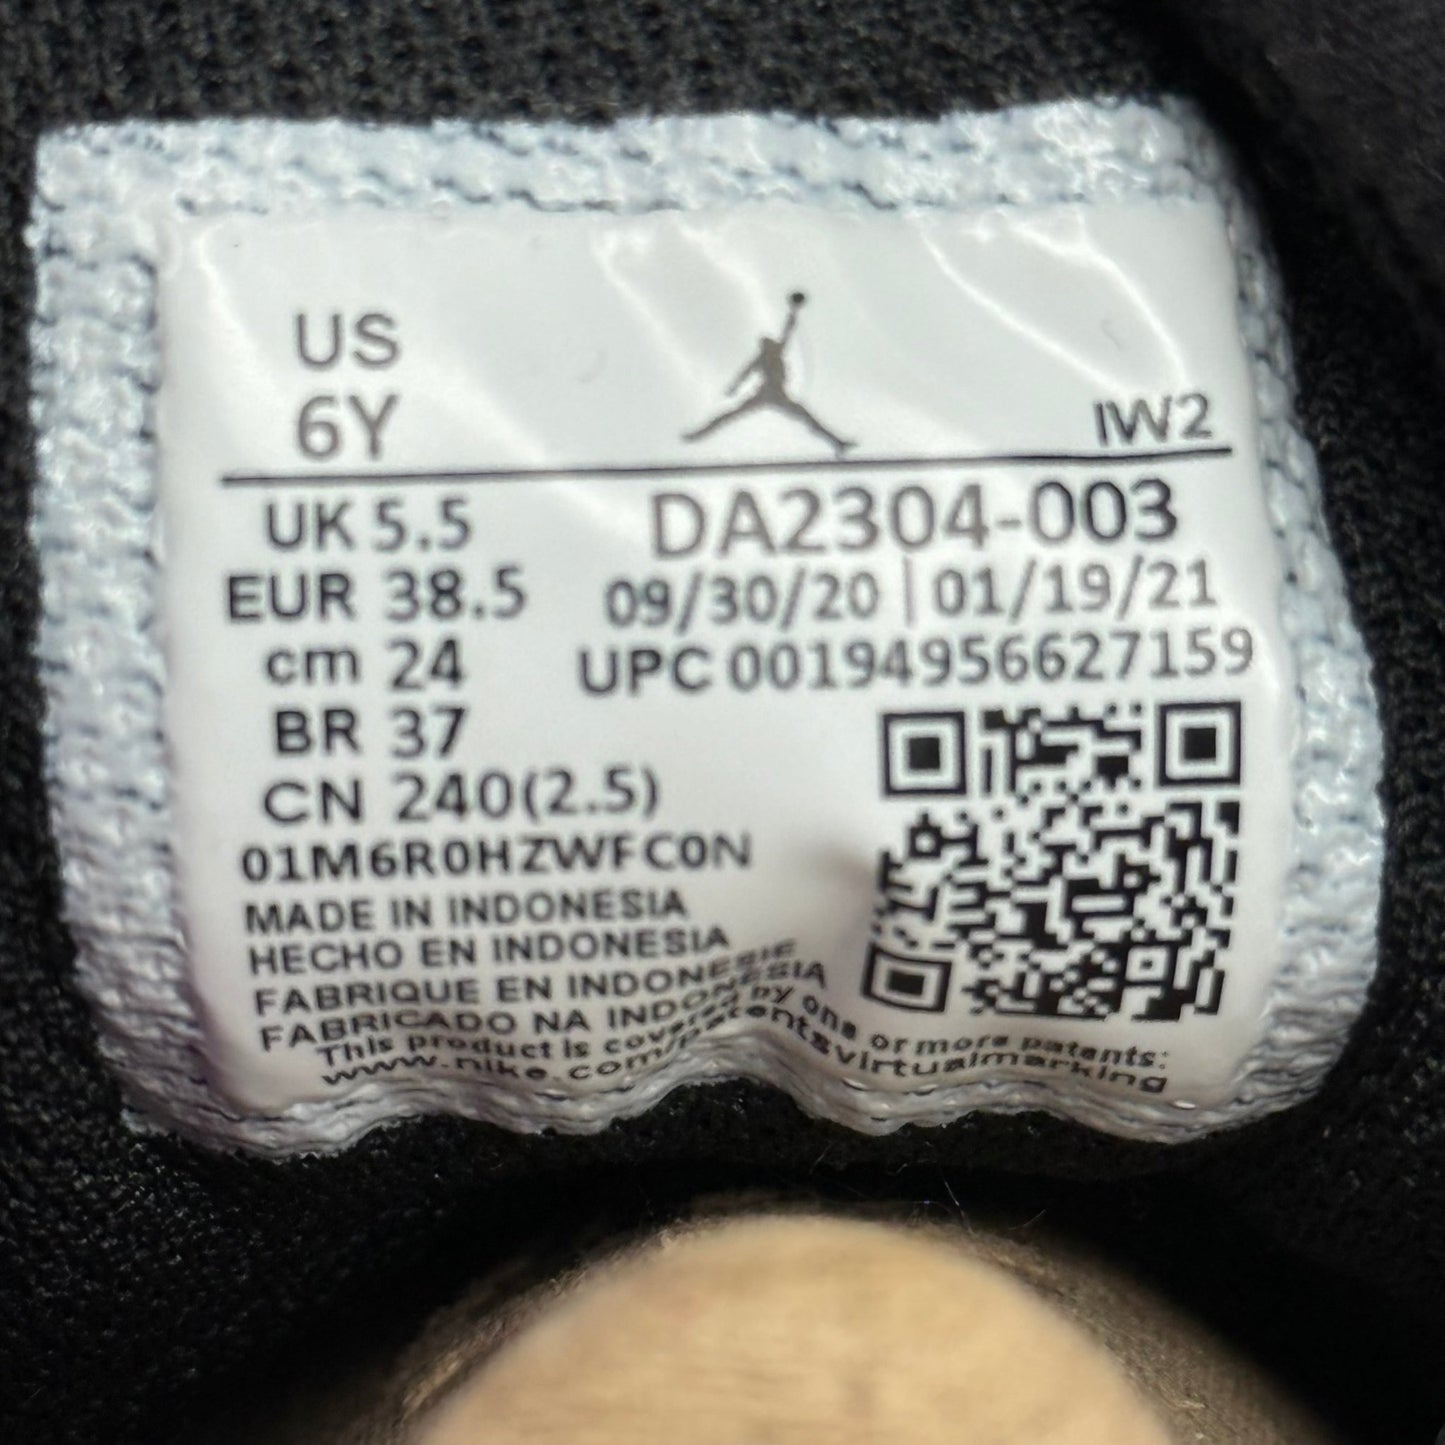 US
6Y
IW2
UK 5.5
DA2304-003
EUR 38.5
09/30/20 | 01/19/21
cm 24
UPC 00194956627159
BR 37
CN 240(2.5)
01M6R0HZWFC0N
MADE IN INDONESIA
HECHO EN INDONESIA
FABRIQUE EN INDONESIE
FABRICADO NA INDONESIA
This product is covered by one or more patents:
www.nike.com/patentsvirtualmarking